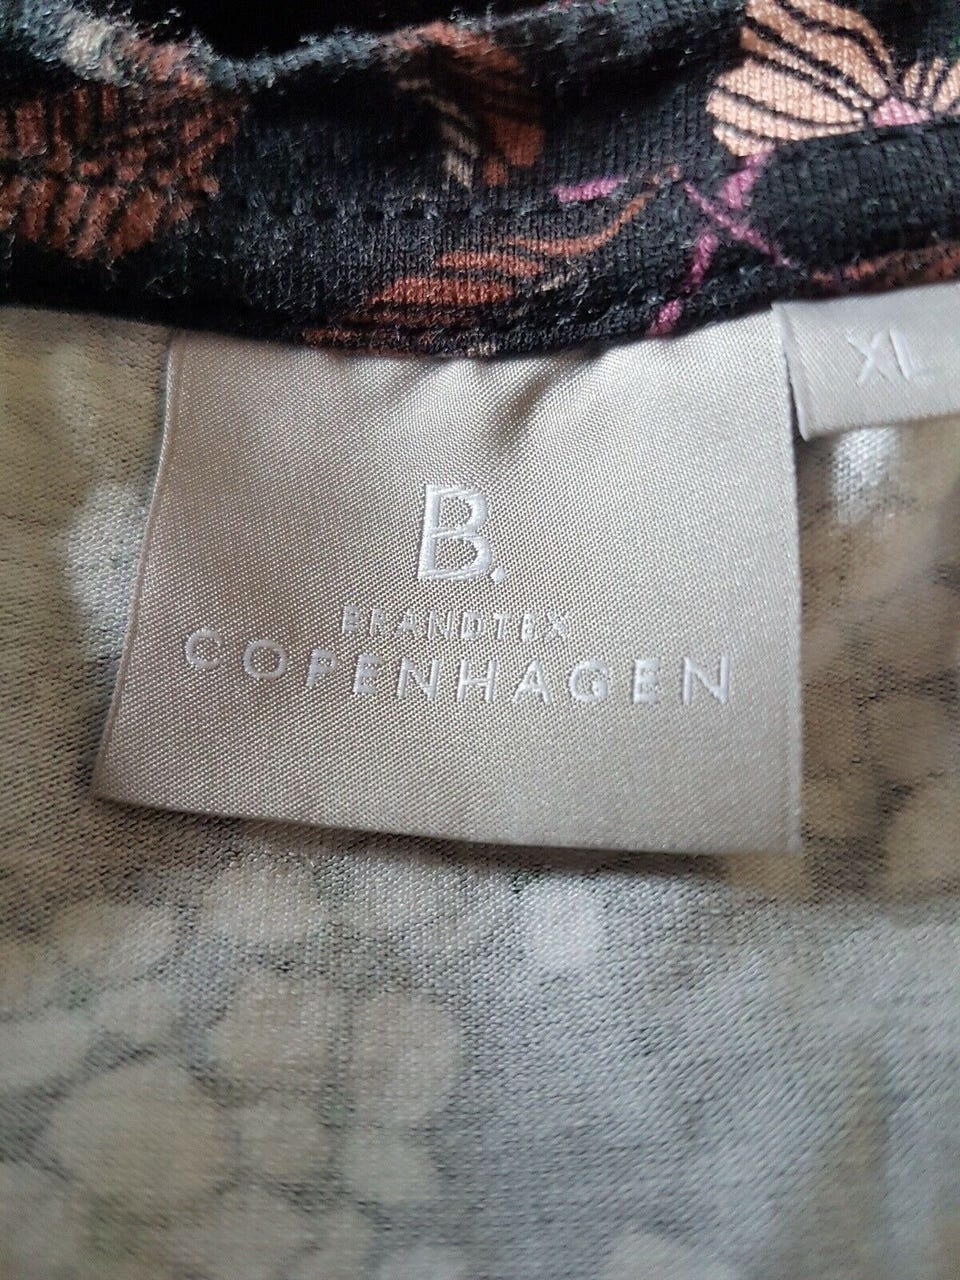 XL
B.
BRANDTEX
COPENHAGEN